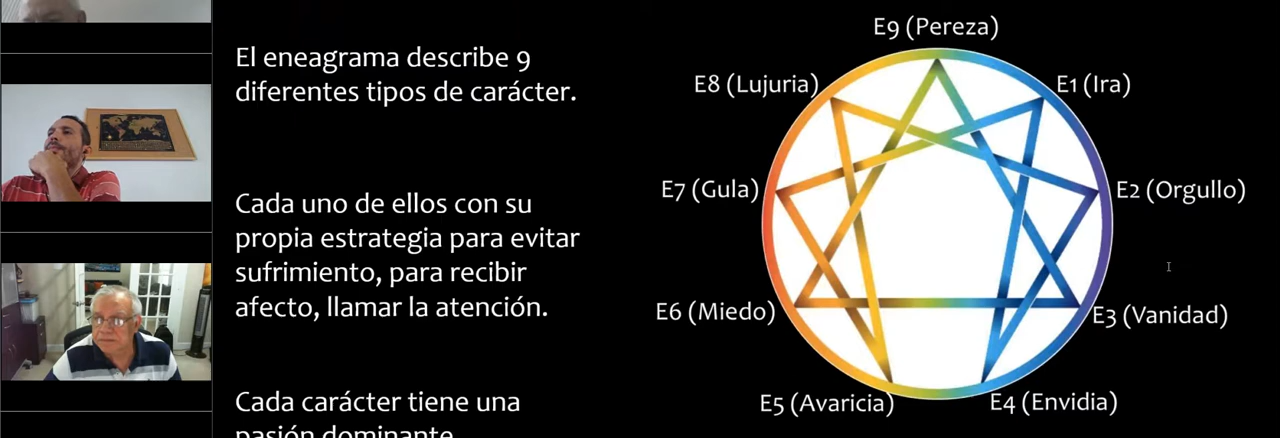 El eneagrama describe 9
diferentes tipos de carácter.
Cada uno de ellos con su
propia estrategia para evitar
sufrimiento, para recibir
afecto, llamar la atención.
Cada carácter tiene una
pasión dominante
E9 (Pereza)
E8 (Lujuria)
E1 (Ira)
E7 (Gula)
E2 (Orgullo)
E6 (Miedo)
E3 (Vanidad)
E5 (Avaricia)
E4 (Envidia)